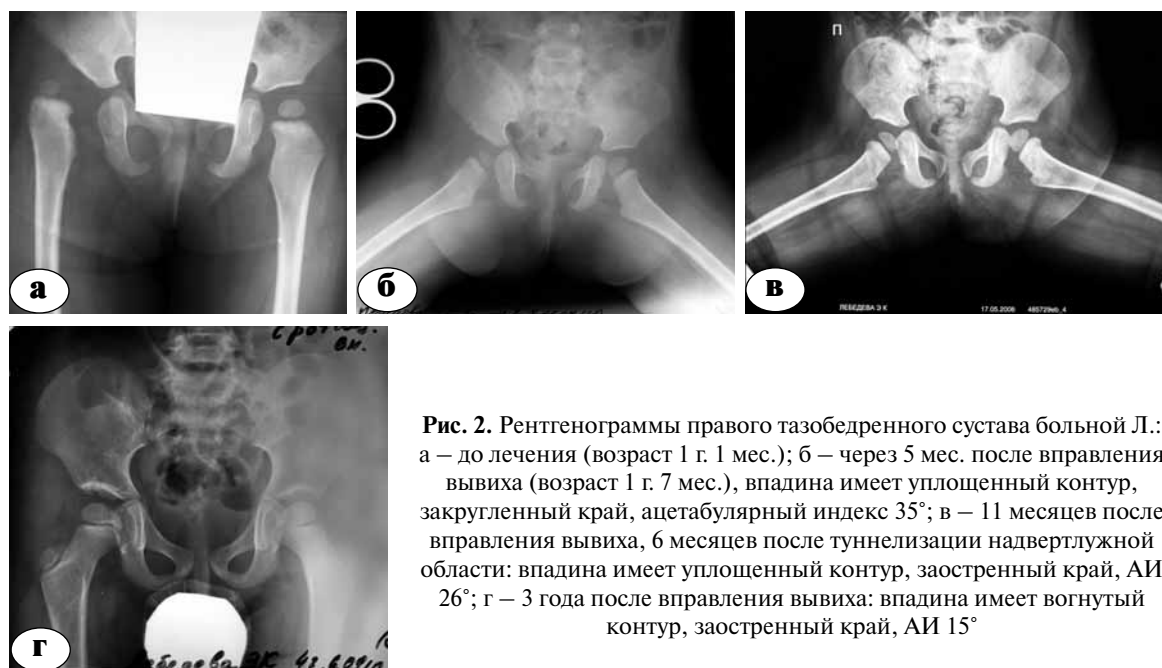 П
а
б
в
ЛЕБЕДЕВА Э К 17.05.2006
г
Рис. 2. Рентгенограммы правого тазобедренного сустава больной Л.:
а – до лечения (возраст 1 г. 1 мес.); б – через 5 мес. после вправления
вывиха (возраст 1 г. 7 мес.), впадина имеет уплощенный контур,
закругленный край, ацетабулярный индекс 35°; в – 11 месяцев после
вправления вывиха, 6 месяцев после туннелизации надвертлужной
области: впадина имеет уплощенный контур, заостренный край, АИ
26°; г – 3 года после вправления вывиха: впадина имеет вогнутый
контур, заостренный край, АИ 15°